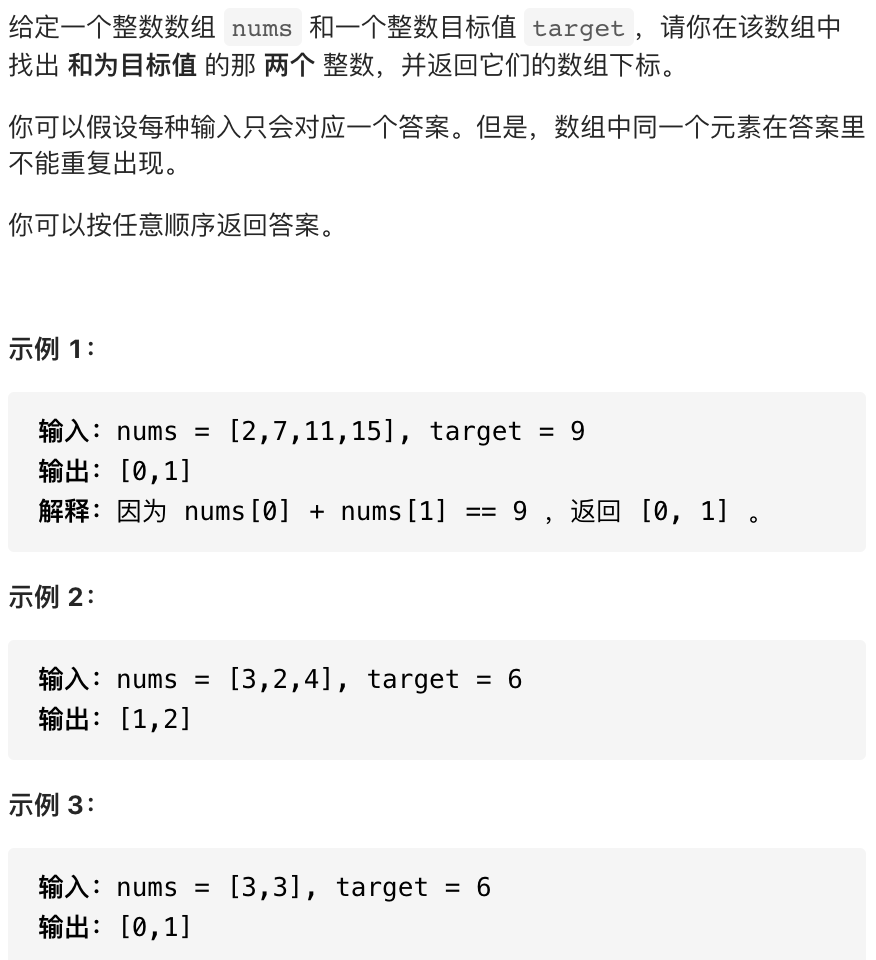 给定一个整数数组 nums 和一个整数目标值 target，请你在该数组中
找出 和为目标值 的那 两个 整数，并返回它们的数组下标。
你可以假设每种输入只会对应一个答案。但是，数组中同一个元素在答案里
不能重复出现。
你可以按任意顺序返回答案。
示例 1：
输入：nums = [2,7,11,15], target = 9
输出：[0,1]
解释：因为 nums[0] + nums[1] == 9 ，返回 [0, 1] 。
示例 2：
输入：nums = [3,2,4], target = 6
输出：[1,2]
示例 3：
输入：nums = [3,3], target = 6
输出：[0,1]